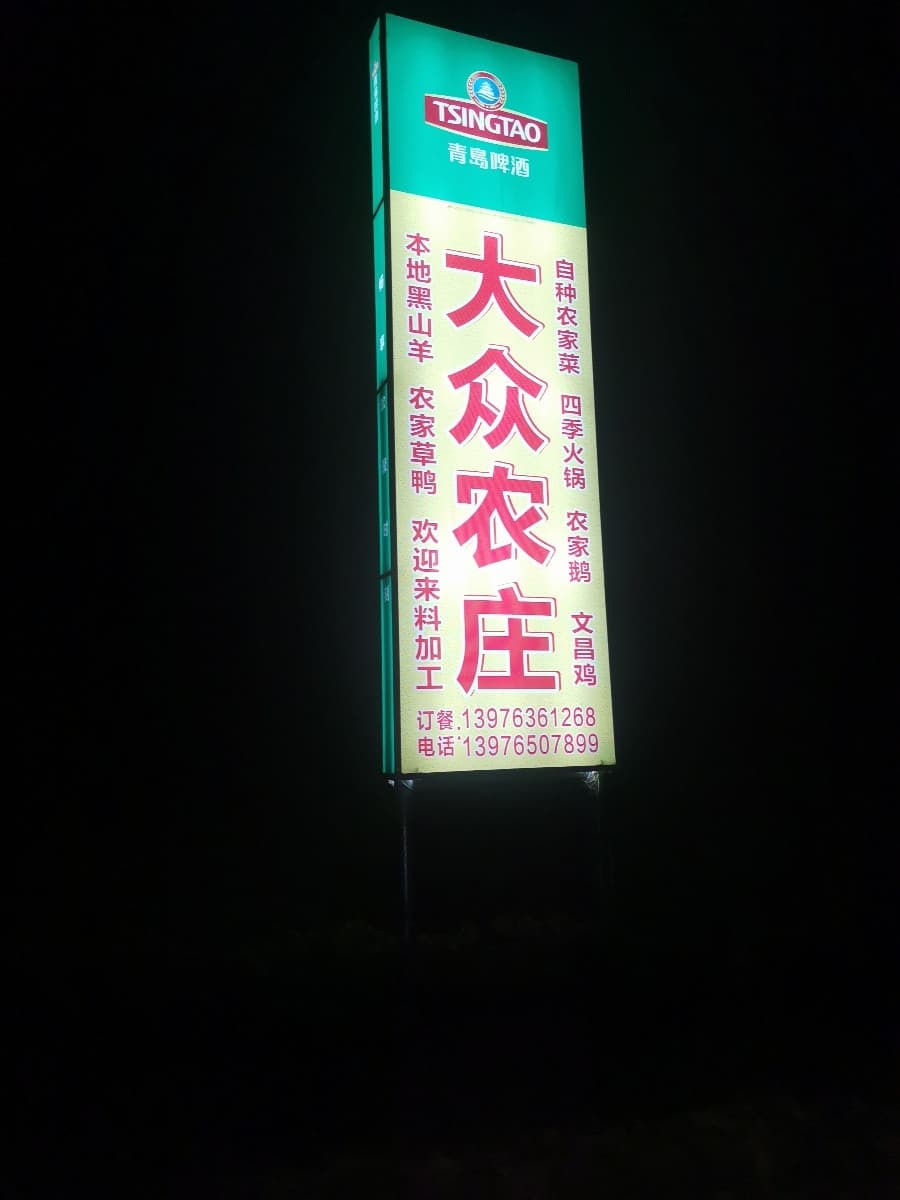 TSINGTAO
青岛啤酒
自种农家菜 四季火锅 农家鹅 文昌鸡
大众农庄
本地黑山羊 农家草鸭 欢迎来料加工
订餐
电话:
13976361268
13976507899